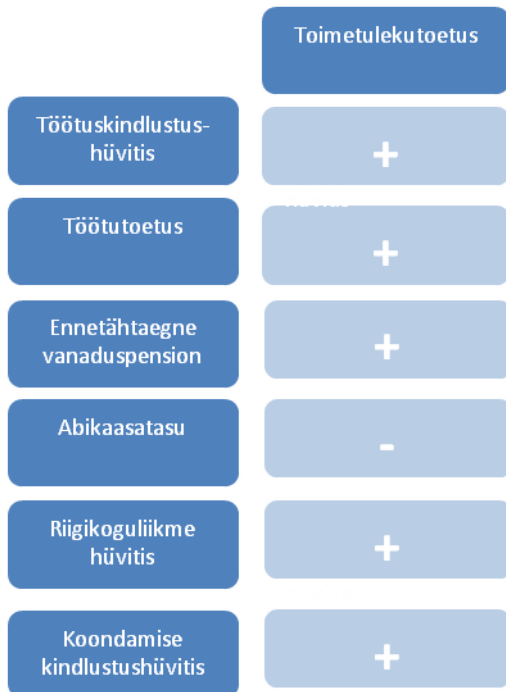 Toimetulekutoetus
Töötuskindlustus-
hüvitis
+
Töötutoetus
+
Ennetähtaegne
vanaduspension
+
Abikaasatasu
-
Riigikoguliikme
hüvitis
+
Koondamise
kindlustushüvitis
+